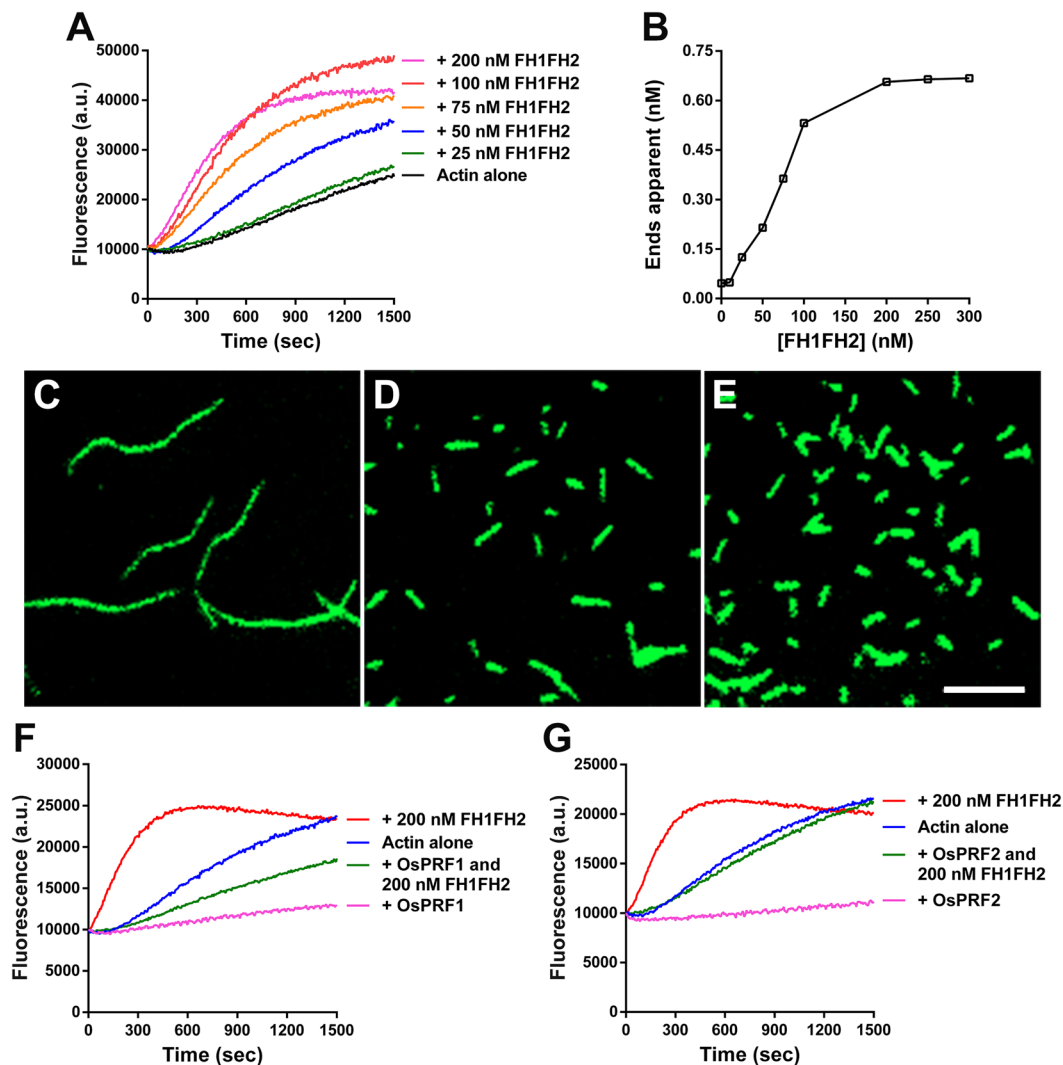 A
Fluorescence (a.u.)
50000
40000
30000
20000
10000
0
0 300 600 900 1200 1500
Time (sec)
+ 200 nM FH1FH2
+ 100 nM FH1FH2
+ 75 nM FH1FH2
+ 50 nM FH1FH2
+ 25 nM FH1FH2
Actin alone
B
Ends apparent (nM)
0.75
0.60
0.45
0.30
0.15
0.00
0 50 100 150 200 250 300
[FH1FH2] (nM)
C
D
E
F
Fluorescence (a.u.)
30000
25000
20000
15000
10000
5000
0
0 300 600 900 1200 1500
Time (sec)
+ 200 nM FH1FH2
Actin alone
+ OsPRF1 and
200 nM FH1FH2
+ OsPRF1
G
Fluorescence (a.u.)
25000
20000
15000
10000
5000
0
0 300 600 900 1200 1500
Time (sec)
+ 200 nM FH1FH2
Actin alone
+ OsPRF2 and
200 nM FH1FH2
+ OsPRF2